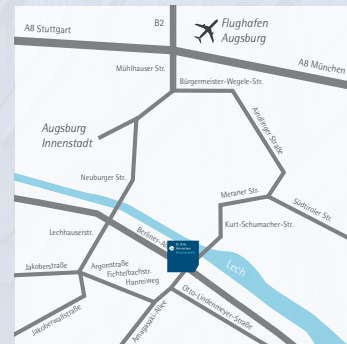 B2
A8 Stuttgart
Flughafen
Augsburg
A8 München
Mühlhauser Str.
Bürgermeister-Wegele-Str.
Aindlinger Straße
Augsburg
Innenstadt
Neuburger Str.
Meraner Str.
Südtiroler Str.
Lechhauserstr.
Berliner-Al
Kurt-Schumacher-Str.
Lech
Jakoberstraße
Argonstraße
Fichtelbachstr.
Hanreiweg
Otto-Lindenmeyer-Straße
Jakoberwallstraße
Amagasaki-Allee